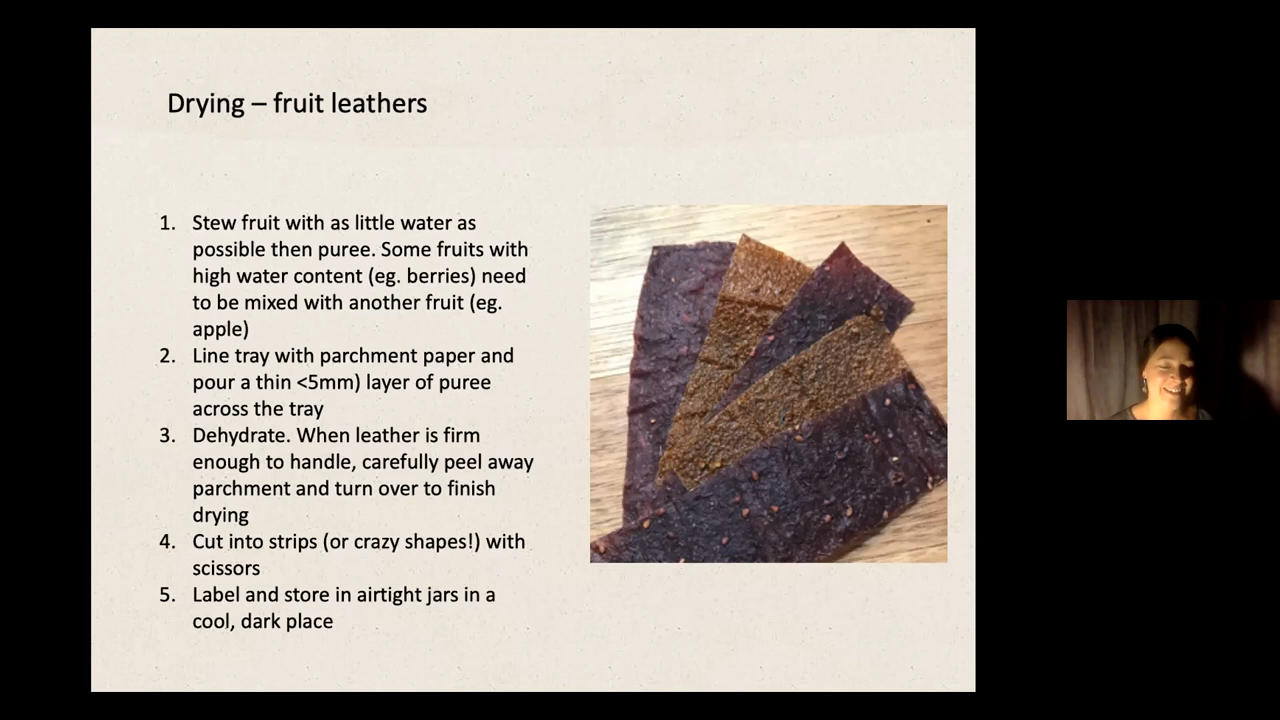 Drying – fruit leathers
1. Stew fruit with as little water as
possible then puree. Some fruits with
high water content (eg. berries) need
to be mixed with another fruit (eg.
apple)
2. Line tray with parchment paper and
pour a thin <5mm) layer of puree
across the tray
3. Dehydrate. When leather is firm
enough to handle, carefully peel away
parchment and turn over to finish
drying
4. Cut into strips (or crazy shapes!) with
scissors
5. Label and store in airtight jars in a
cool, dark place